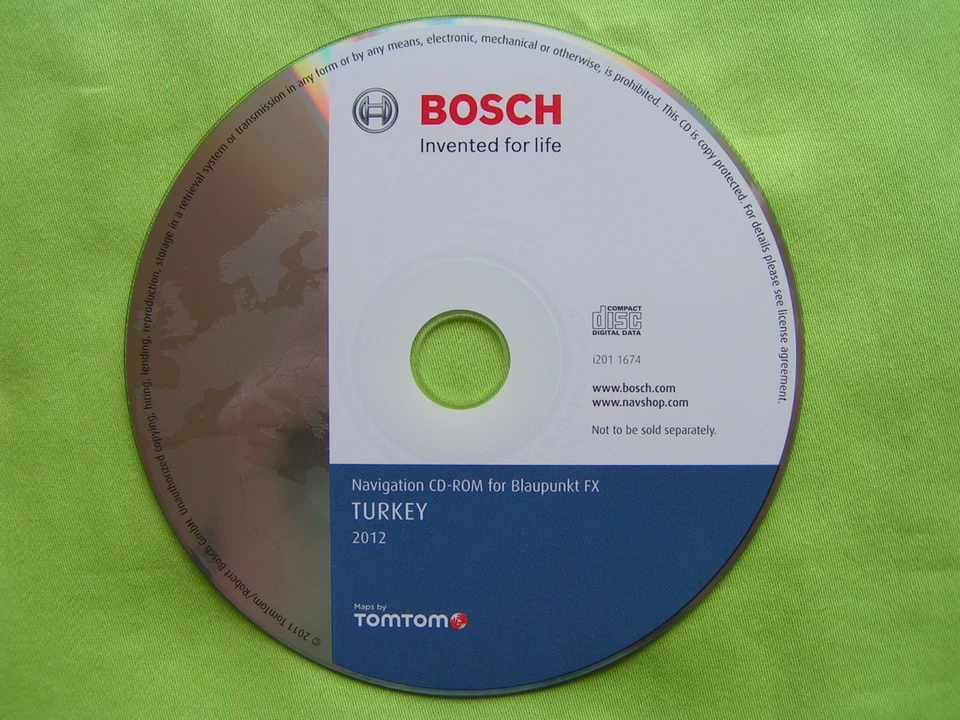 BOSCH
Invented for life
COMPACT
disc
DIGITAL DATA
i201 1674
www.bosch.com
www.navshop.com
Not to be sold separately.
Navigation CD-ROM for Blaupunkt FX
TURKEY
2012
Maps by
TOMTOM
© 2011 TomTom/Robert Bosch GmbH. Unauthorized copying, hiring, lending, reproduction, storage in a retrieval system or transmission in any form or by any means, electronic, mechanical or otherwise, is prohibited. This CD is copy protected. For details please see license agreement.